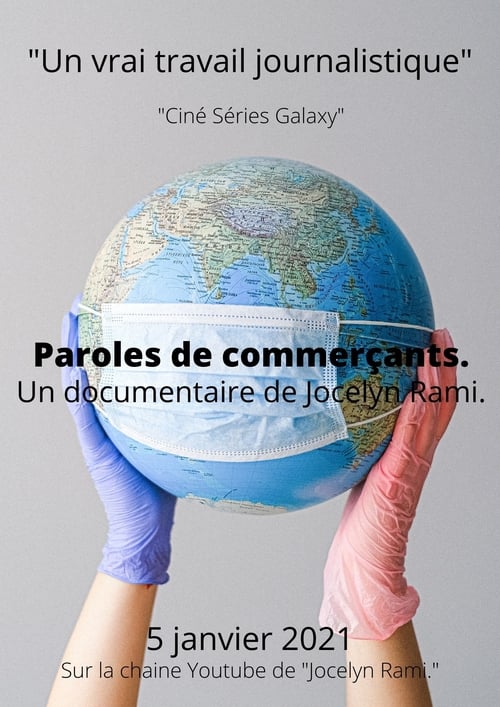 "Un vrai travail journalistique"
"Ciné Séries Galaxy"
Paroles de commerçants.
Un documentaire de Jocelyn Rami.
5 janvier 2021
Sur la chaine Youtube de "Jocelyn Rami."